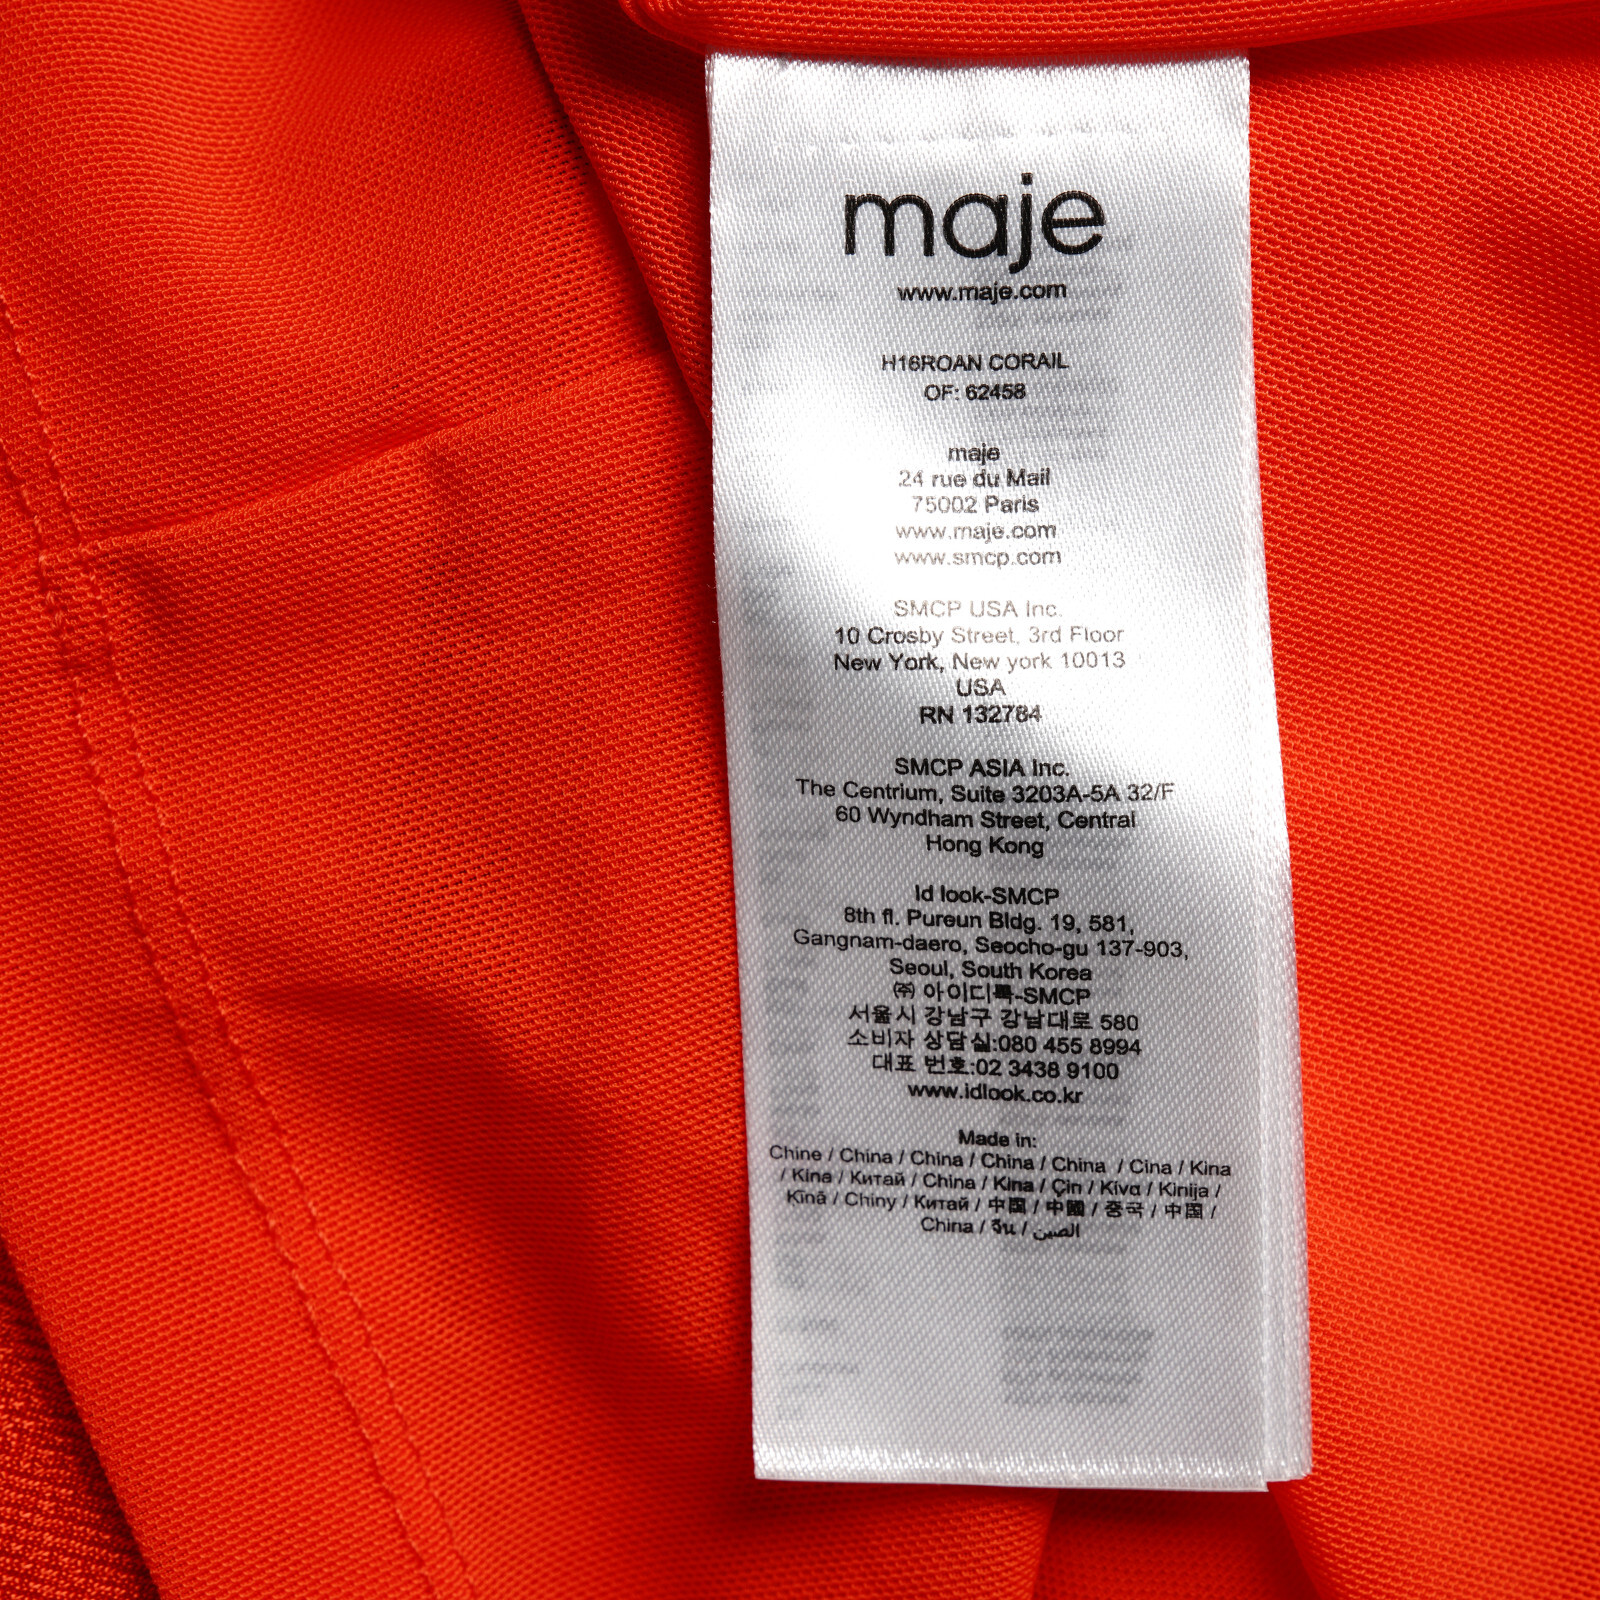 maje
www.maje.com
H16ROAN CORAIL
OF: 62458
maje
24 rue du Mail
75002 Paris
www.maje.com
www.smcp.com
SMCP USA Inc.
10 Crosby Street, 3rd Floor
New York, New york 10013
USA
RN 132784
SMCP ASIA Inc.
The Centrium, Suite 3203A-5A 32/F
60 Wyndham Street, Central
Hong Kong
Id look-SMCP
8th fl. Pureun Bldg. 19, 581,
Gangnam-daero, Seocho-gu 137-903,
Seoul, South Korea
㈜ 아이디룩-SMCP
서울시 강남구 강남대로 580
소비자 상담실:080 455 8994
대표 번호:02 3438 9100
www.idlook.co.kr
Made in:
Chine / China / China / China / China / Cina / Kina
/ Kina / Китай / China / Kina / Çin / Kίνα / Kinija /
Kīnā / Chiny / Китай / 中国 / 中國 / 중국 / 中国 /
China / จีน / الصين